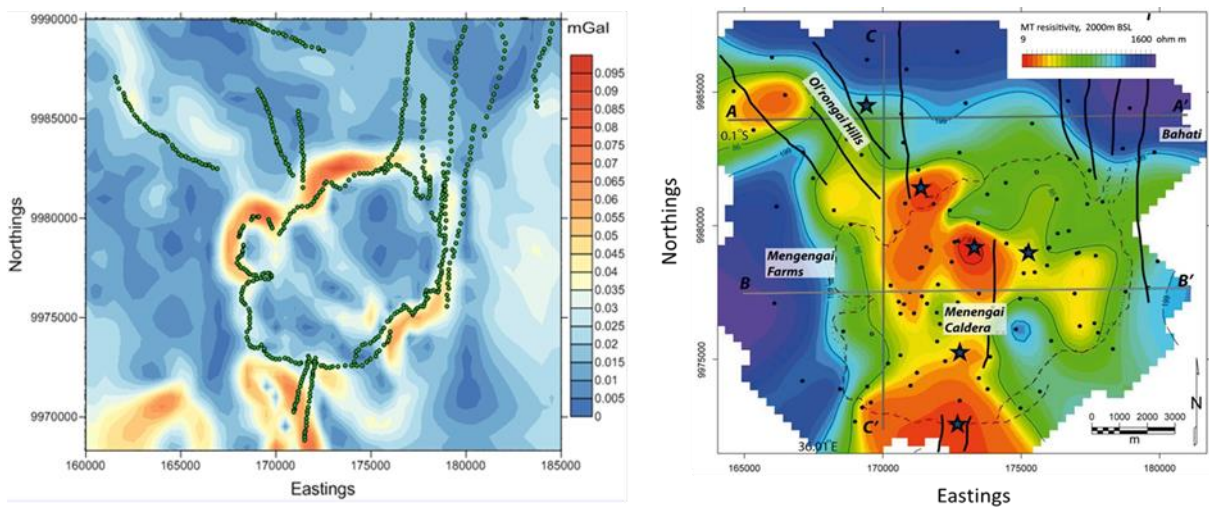 9990000
9985000
9980000
9975000
9970000
Northings
160000
165000
170000
175000
180000
185000
Eastings
mGal
0.095
0.09
0.085
0.08
0.075
0.07
0.065
0.06
0.055
0.05
0.045
0.04
0.035
0.03
0.025
0.02
0.015
0.01
0.005
0
MT resisitivity, 2000m BSL
9
1600 ohm m
C
Ol'rongai Hills
A
A'
0.1°S
Bahati
Mengengai
Farms
B
B'
Menengai
Caldera
C'
36.01°E
N
0 1000 2000 3000
m
9985000
9980000
9975000
Northings
165000
170000
175000
180000
Eastings